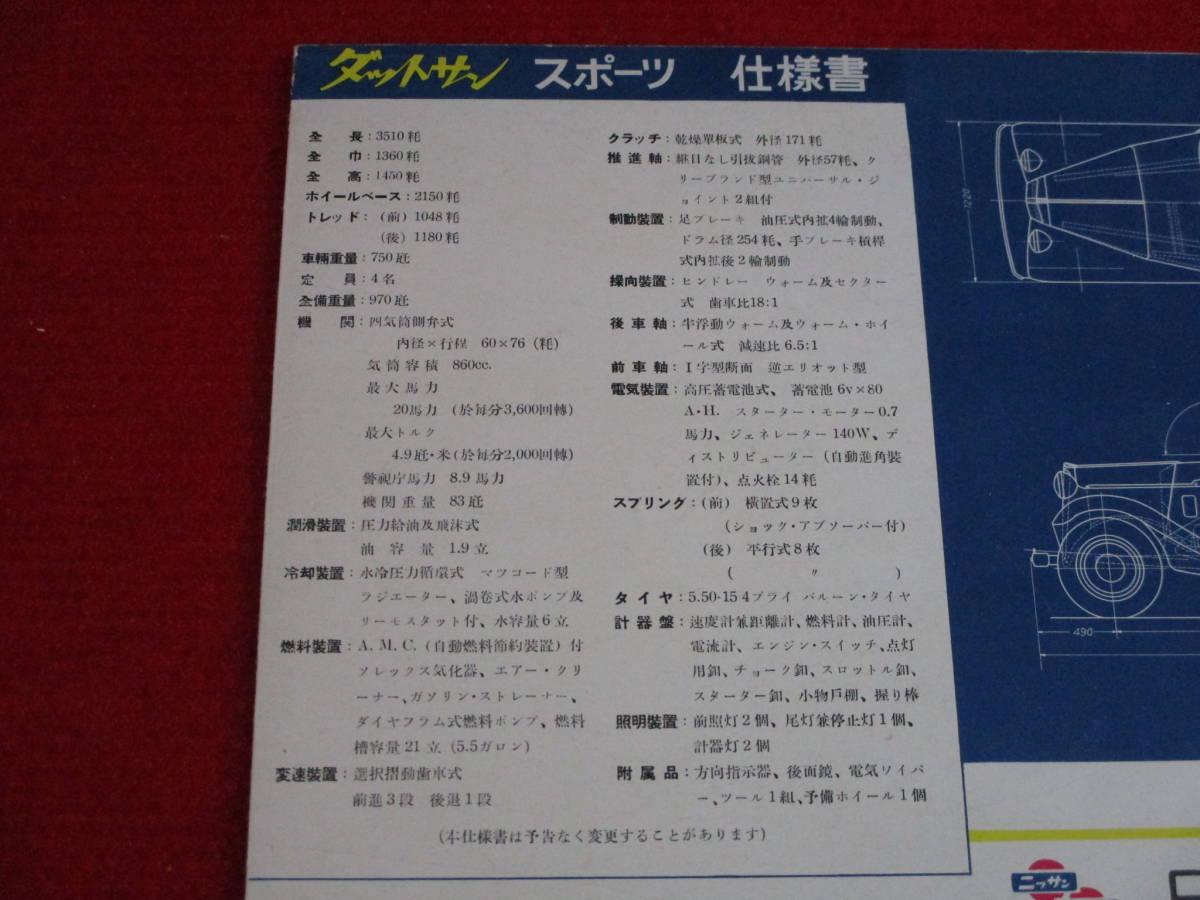 ダットサン スポーツ 仕様書
全長：3510 粍
全巾：1360粍
全高：1450 粍
ホイールベース：2150粍
トレッド：（前）1048粍
（後）1180粍
車輛重量：750瓩
定員：4名
全備重量：970瓩
機関：四気筒側弁式
内径×行程 60×76（粍）
気筒容積 860cc.
最大馬力
20馬力（於毎分3,600回轉）
最大トルク
4.9瓩・米（於毎分2,000回轉）
警視庁馬力 8.9馬力
機関重量 83瓩
潤滑裝置：圧力給油及飛沫式
油容量 1.9立
冷却裝置：水冷圧力循環式 マツコード型
ラジエーター、渦巻式水ポンプ及
リーモスタット付、水容量6立
燃料裝置：A.M.C.（自動燃料節約裝置）付
ソレックス気化器、エアー・クリ
ーナー、ガソリン・ストレーナー、
ダイヤフラム式燃料ポンプ、燃料
槽容量21立（5.5ガロン）
変速裝置：選択摺動歯車式
前進3段 後退1段
クラッチ：乾燥單板式 外径171粍
推進軸：継目なし引抜鋼管 外径57粍、ク
リーブランド型ユニバーサル・ジ
ョイント2組付
制動裝置：足ブレーキ 油圧式内拡4輪制動、
ドラム径254粍、手ブレーキ槓桿
式内拡後2輪制動
操向裝置：ヒンドレー ウォーム及セクター
式 歯車比18:1
後車軸：半浮動ウォーム及ウォーム・ホイ
ール式 減速比6.5:1
前車軸：I字型断面 逆エリオット型
電気裝置：高圧蓄電池式、蓄電池6v×80
A・H. スターター・モーター0.7
馬力、ジェネレーター140W、デ
ィストリビューター（自動進角裝
置付）、点火栓14粍
スプリング：（前）橫置式9枚
（ショック・アブソーバー付）
（後）平行式8枚
（ 〃 ）
タイヤ：5.50-15 4プライ バルーン・タイヤ
計器盤：速度計兼距離計、燃料計、油圧計、
電流計、エンジン・スイッチ、点灯
用釦、チョーク釦、スロットル釦、
スターター釦、小物戶棚、握り棒
照明裝置：前照灯2個、尾灯兼停止灯1個、
計器灯2個
附属品：方向指示器、後面鏡、電気ワイパ
ー、ツール1組、予備ホイール1個
（本仕様書は予告なく変更することがあります）
1220
490
ニッサン